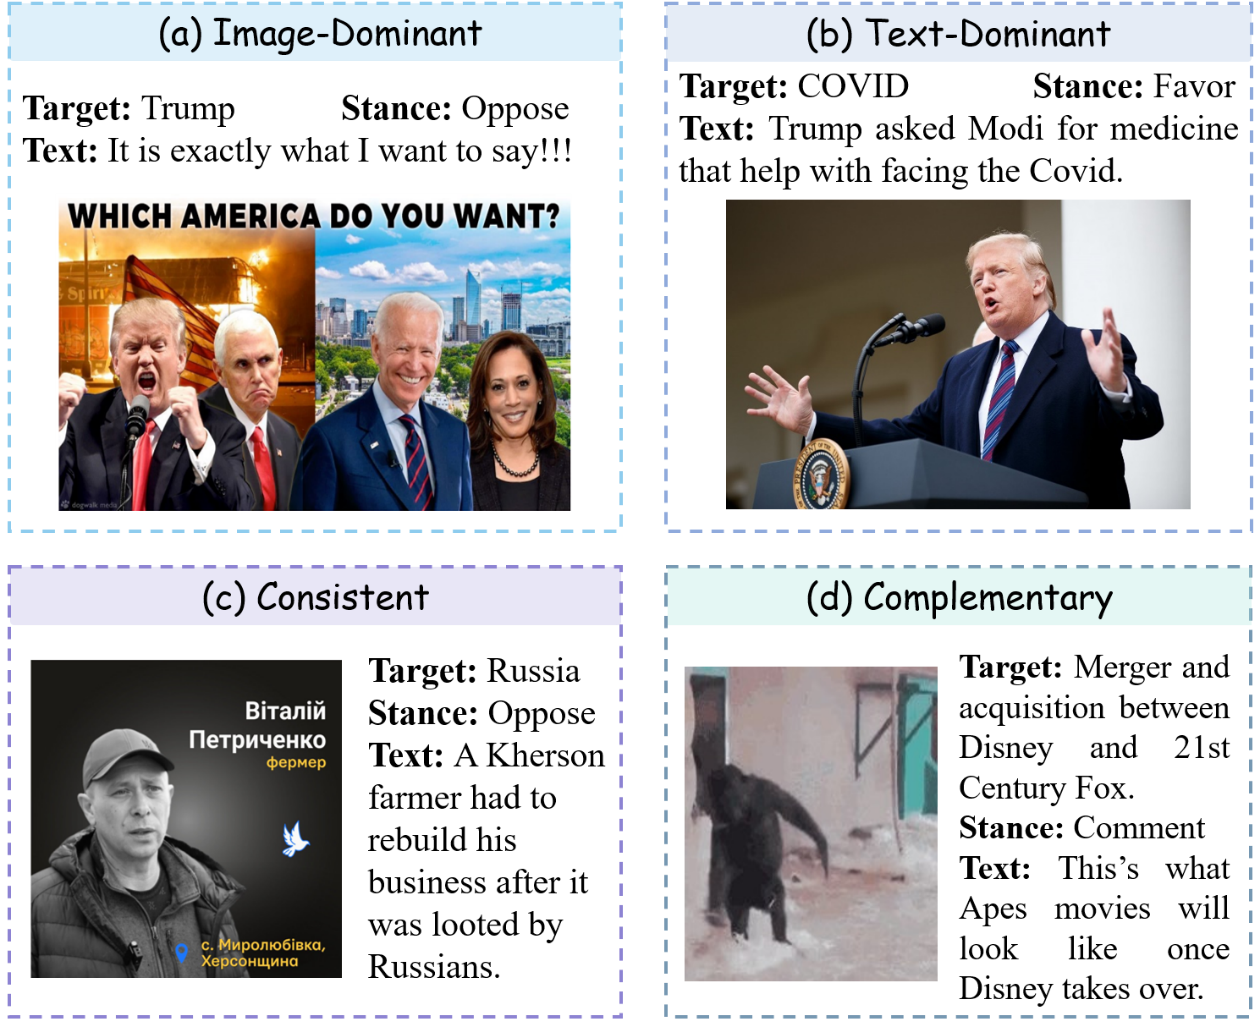 (a) Image-Dominant
Target: Trump Stance: Oppose
Text: It is exactly what I want to say!!!
WHICH AMERICA DO YOU WANT?
Spiri
dogwalk media
(b) Text-Dominant
Target: COVID Stance: Favor
Text: Trump asked Modi for medicine
that help with facing the Covid.
(c) Consistent
Віталій
Петриченко
фермер
с. Миролюбівка,
Херсонщина
Target: Russia
Stance: Oppose
Text: A Kherson
farmer had to
rebuild his
business after it
was looted by
Russians.
(d) Complementary
Target: Merger and
acquisition between
Disney and 21st
Century Fox.
Stance: Comment
Text: This’s what
Apes movies will
look like once
Disney takes over.